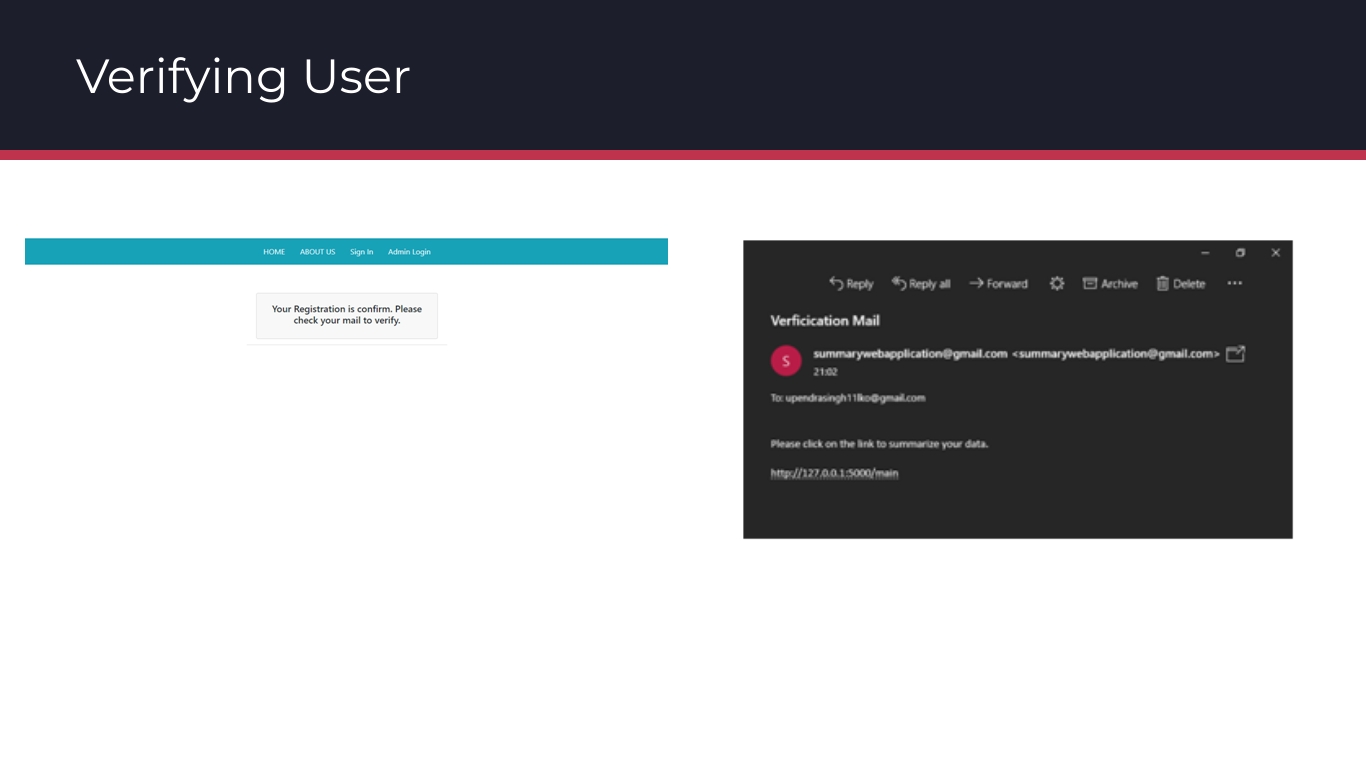 Verifying User
HOME ABOUT US Sign In Admin Login
Your Registration is confirm. Please
check your mail to verify.
Reply Reply all Forward Archive Delete
Verficication Mail
S
summarywebapplication@gmail.com <summarywebapplication@gmail.com>
21:02
To: upendrasingh11lko@gmail.com
Please click on the link to summarize your data.
http://127.0.0.1:5000/main